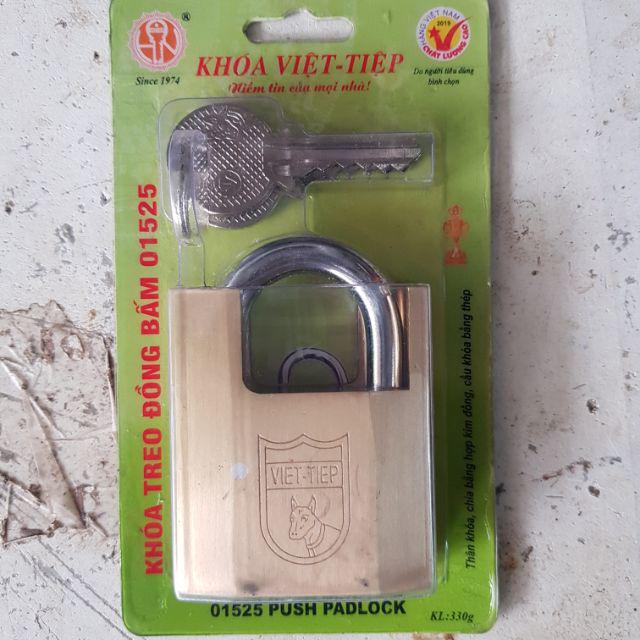 Since 1974
KHÓA VIỆT-TIỆP
Niềm tin của mọi nhà!
HÀNG VIỆT NAM
2019
CHẤT LƯỢNG CAO
Do người tiêu dùng
bình chọn
KHÓA TREO ĐỒNG BẤM 01525
Thân khóa, chìa bằng hợp kim đồng, cầu khóa bằng thép
VIET-TIEP
01525 PUSH PADLOCK
KL:330g